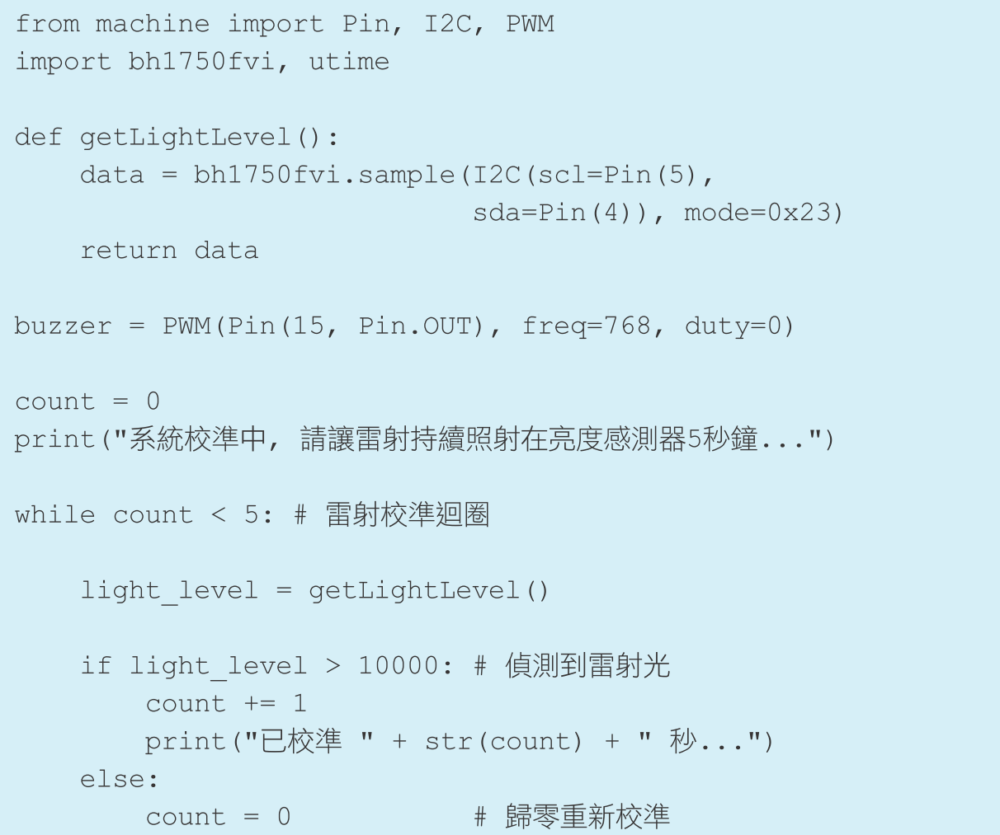 from machine import Pin, I2C, PWM
import bh1750fvi, utime
def getLightLevel():
    data = bh1750fvi.sample(I2C(scl=Pin(5),
                            sda=Pin(4)), mode=0x23)
    return data
buzzer = PWM(Pin(15, Pin.OUT), freq=768, duty=0)
count = 0
print("系統校準中, 請讓雷射持續照射在亮度感測器5秒鐘...")
while count < 5: # 雷射校準迴圈
    light_level = getLightLevel()
    if light_level > 10000: # 偵測到雷射光
        count += 1
        print("已校準 " + str(count) + " 秒...")
    else:
        count = 0           # 歸零重新校準